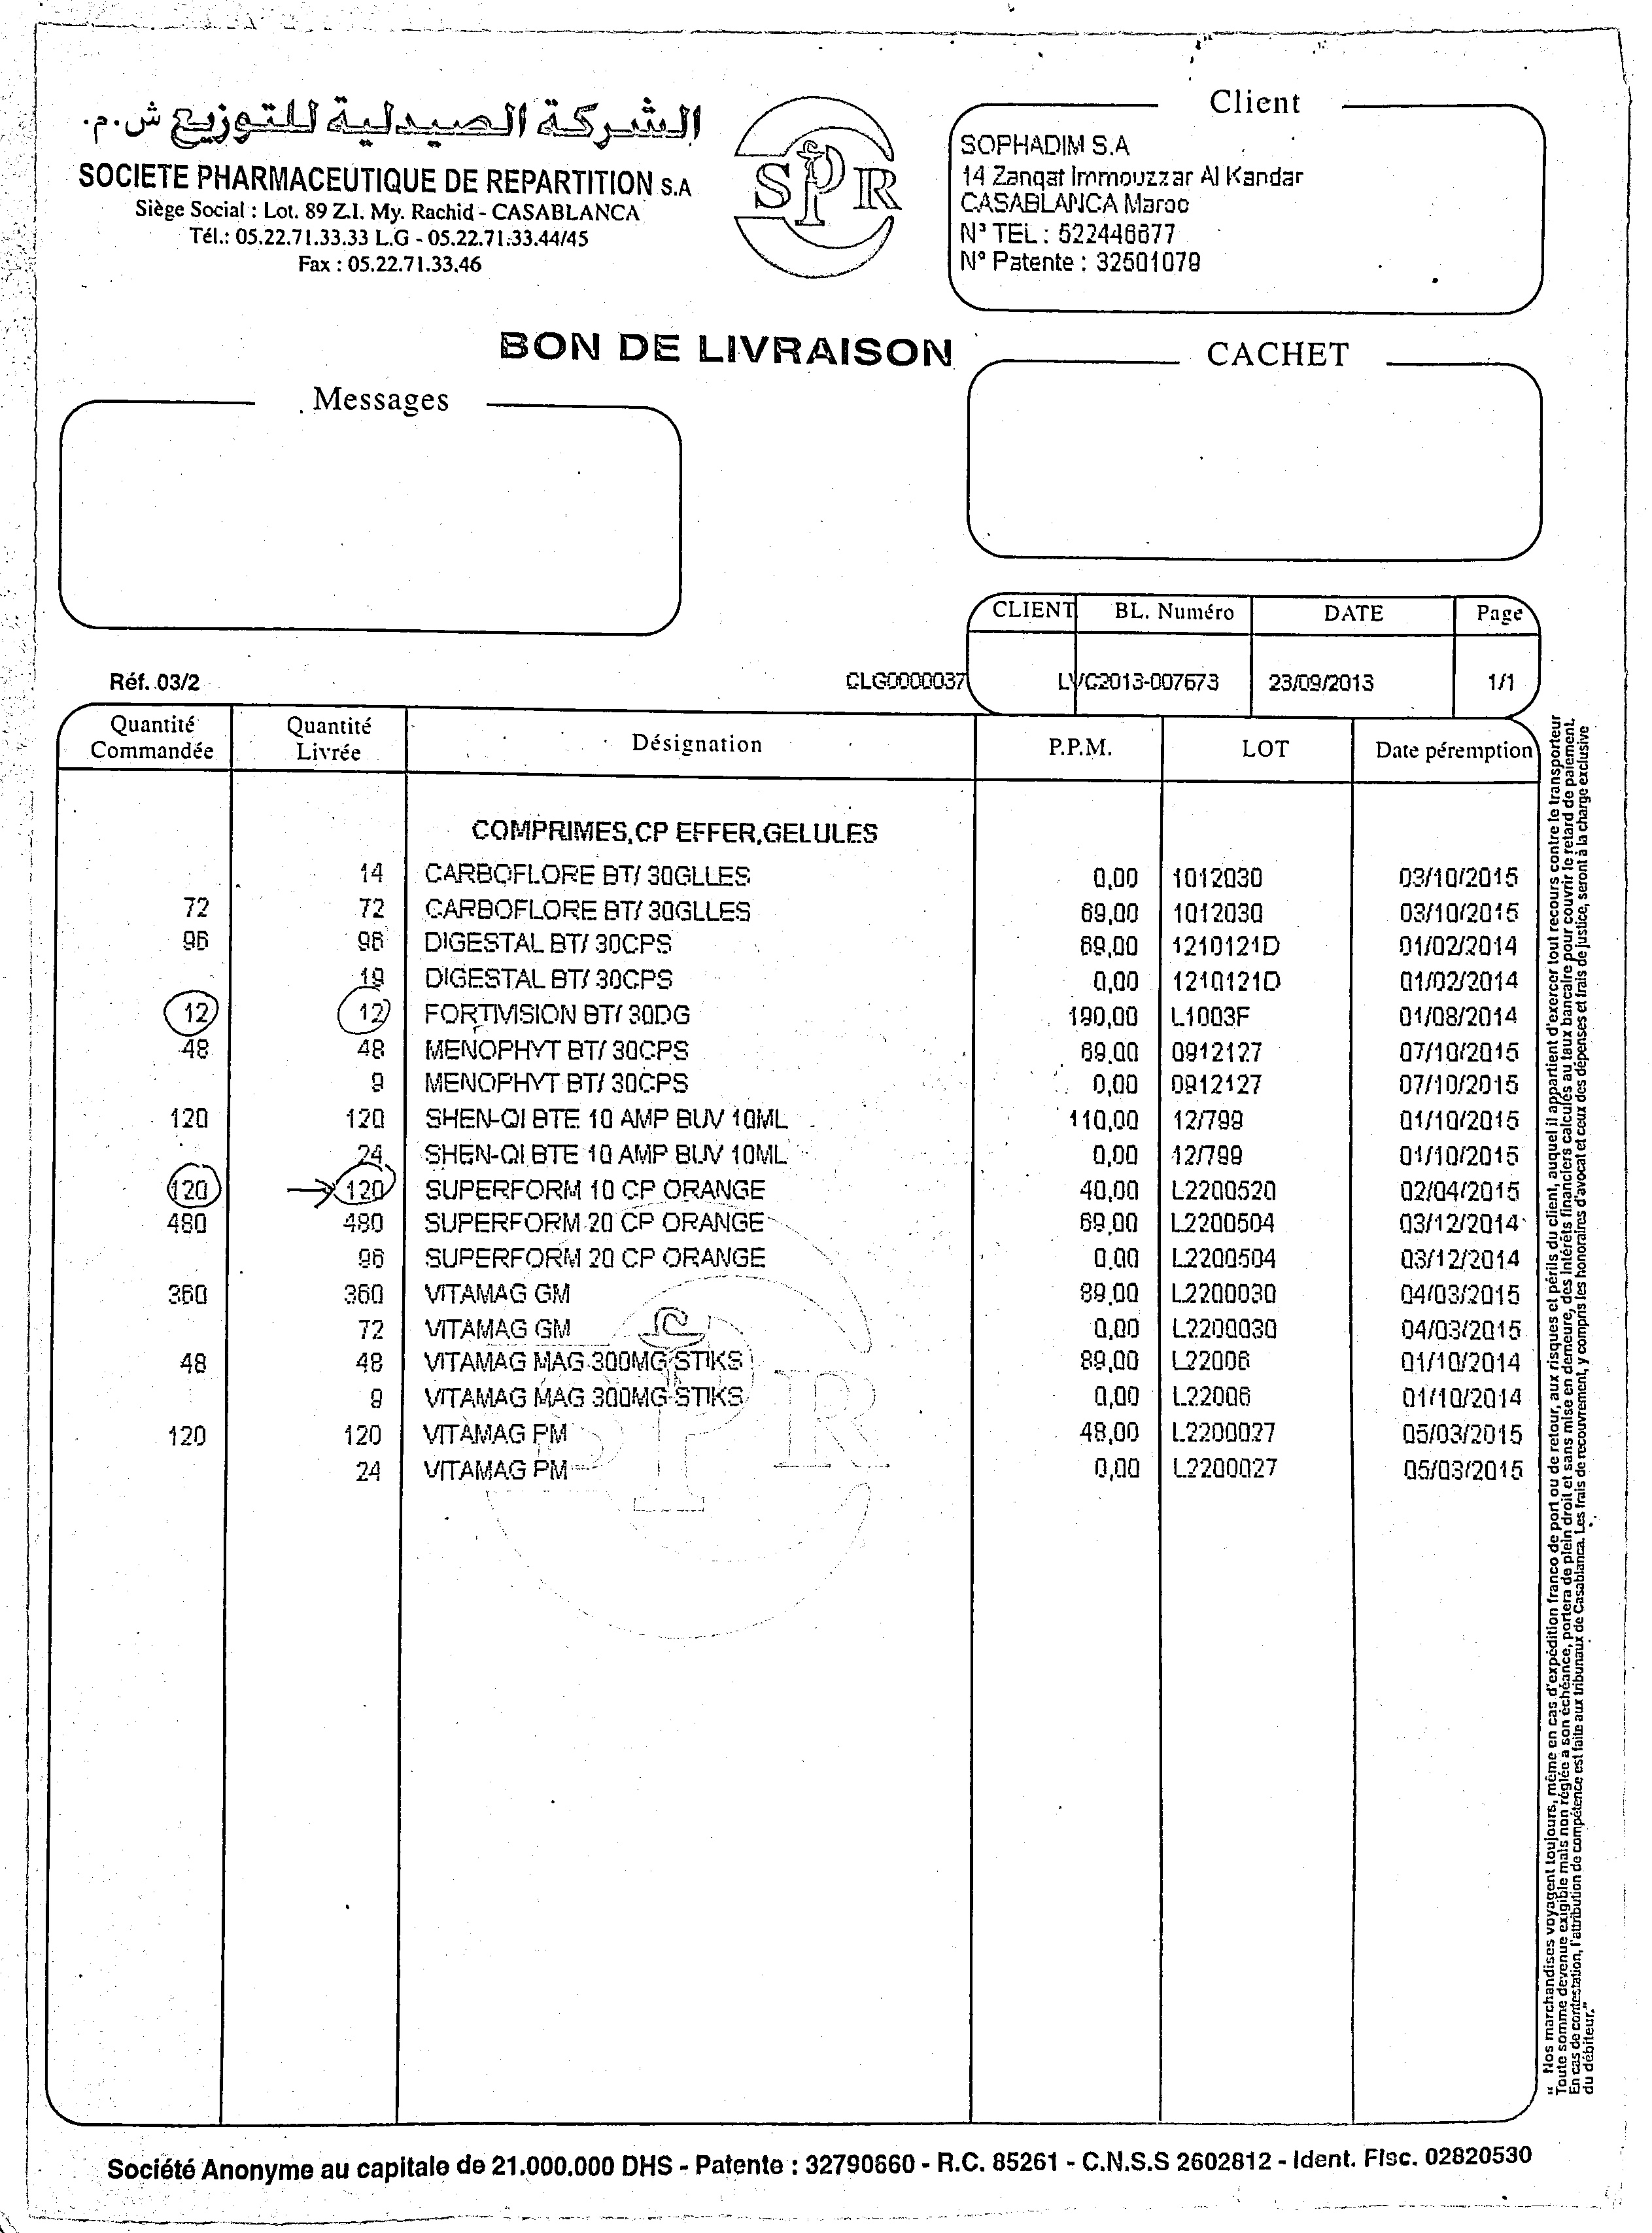 الشركة الصيدلية للتوزيع ش.م.
SOCIETE PHARMACEUTIQUE DE REPARTITION S.A
Siège Social : Lot. 89 Z.I. My. Rachid - CASABLANCA
Tél.: 05.22.71.33.33 L.G - 05.22.71.33.44/45
Fax : 05.22.71.33.46
SPR
Client
SOPHADIM S.A
14 Zanqat Immouzzar Al Kandar
CASABLANCA Maroc
N° TEL : 522446677
N° Patente : 32501079
BON DE LIVRAISON
CACHET
Messages
CLIENT BL. Numéro DATE Page
Réf. 03/2 CLG0000037 LVC2013-007673 23/09/2013 1/1
Quantité Commandée Quantité Livrée Désignation P.P.M. LOT Date péremption
COMPRIMES,CP EFFER,GELULES
14 CARBOFLORE BT/ 30GLLES 0,00 1012030 03/10/2015
72 72 CARBOFLORE BT/ 30GLLES 69,00 1012030 03/10/2015
96 96 DIGESTAL BT/ 30CPS 69,00 1210121D 01/02/2014
19 DIGESTAL BT/ 30CPS 0,00 1210121D 01/02/2014
12 12 FORTIVISION BT/ 30DG 190,00 L1003F 01/08/2014
48 48 MENOPHYT BT/ 30CPS 89,00 0912127 07/10/2015
9 MENOPHYT BT/ 30CPS 0,00 0912127 07/10/2015
120 120 SHEN-QI BTE 10 AMP BUV 10ML 110,00 12/799 01/10/2015
24 SHEN-QI BTE 10 AMP BUV 10ML 0,00 12/799 01/10/2015
120 → 120 SUPERFORM 10 CP ORANGE 40,00 L2200520 02/04/2015
480 480 SUPERFORM 20 CP ORANGE 69,00 L2200504 03/12/2014
96 SUPERFORM 20 CP ORANGE 0,00 L2200504 03/12/2014
360 360 VITAMAG GM 89,00 L2200030 04/03/2015
72 VITAMAG GM 0,00 L2200030 04/03/2015
48 48 VITAMAG MAG 300MG STIKS 89,00 L22006 01/10/2014
9 VITAMAG MAG 300MG STIKS 0,00 L22006 01/10/2014
120 120 VITAMAG PM 48,00 L2200027 05/03/2015
24 VITAMAG PM 0,00 L2200027 05/03/2015
SPR
" Nos marchandises voyagent toujours, même en cas d'expédition franco de port ou de retour, aux risques et périls du client, auquel il appartient d'exercer tout recours contre le transporteur
Toute somme devenue exigible mais non réglée a son échéance, portera de plein droit et sans mise en demeure, des intérêts financiers calculés au taux bancaire pour couvrir le retard de paiement.
En cas de contestation, l'attribution de compétence est faite aux tribunaux de Casablanca. Les frais de recouvrement, y compris les honoraires d'avocat et ceux des dépenses et frais de justice, seront à la charge exclusive
du débiteur."
Société Anonyme au capitale de 21.000.000 DHS - Patente : 32790660 - R.C. 85261 - C.N.S.S 2602812 - Ident. Fisc. 02820530